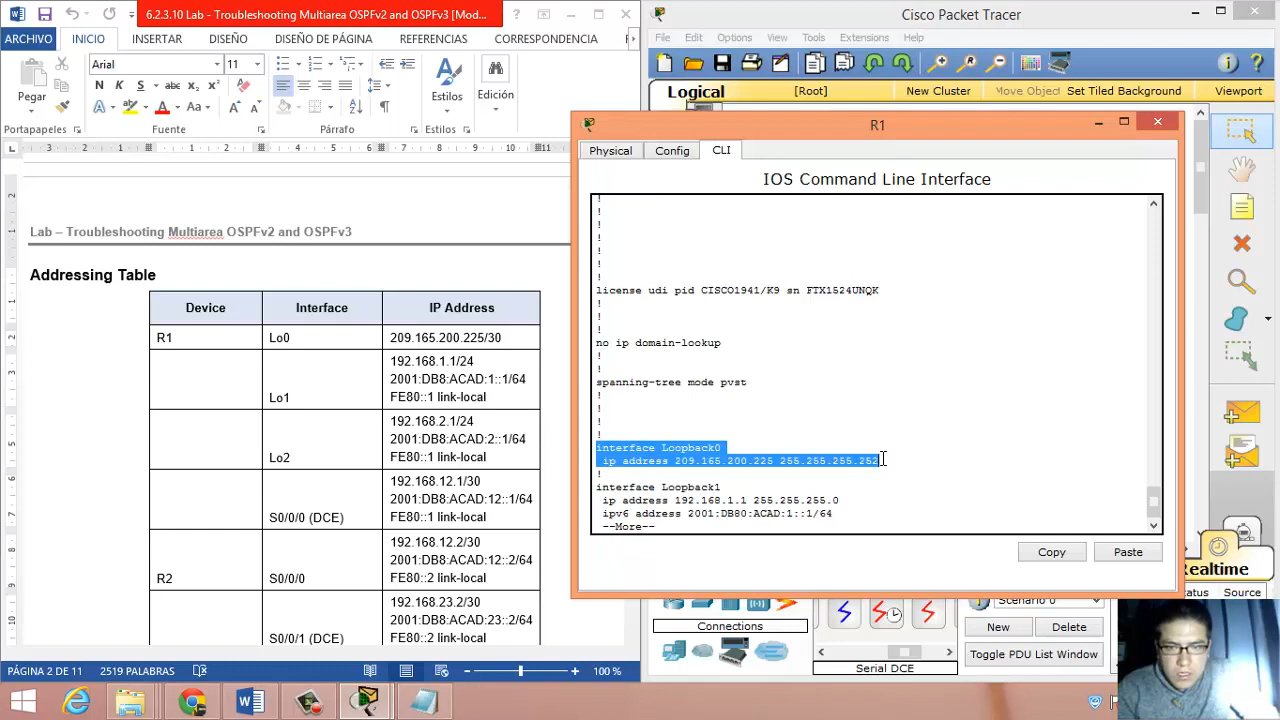 6.2.3.10 Lab - Troubleshooting Multiarea OSPFv2 and OSPFv3 [Mod...
ARCHIVO INICIO INSERTAR DISEÑO DISEÑO DE PÁGINA REFERENCIAS CORRESPONDENCIA
Arial 11
N K S abc x₂ x²
Aa A A
Pegar
Estilos
Edición
Portapapeles Fuente Párrafo Estilos
Lab – Troubleshooting Multiarea OSPFv2 and OSPFv3
Addressing Table
Device Interface IP Address
R1 Lo0 209.165.200.225/30
192.168.1.1/24
2001:DB8:ACAD:1::1/64
Lo1 FE80::1 link-local
192.168.2.1/24
2001:DB8:ACAD:2::1/64
Lo2 FE80::1 link-local
192.168.12.1/30
2001:DB8:ACAD:12::1/64
S0/0/0 (DCE) FE80::1 link-local
192.168.12.2/30
2001:DB8:ACAD:12::2/64
R2 S0/0/0 FE80::2 link-local
192.168.23.2/30
2001:DB8:ACAD:23::2/64
S0/0/1 (DCE) FE80::2 link-local
PÁGINA 2 DE 11 2519 PALABRAS 100 %
Cisco Packet Tracer
File Edit Options View Tools Extensions Help
Logical [Root] New Cluster Move Object Set Tiled Background Viewport
R1
Physical Config CLI
IOS Command Line Interface
!
!
!
!
!
!
!
license udi pid CISCO1941/K9 sn FTX1524UNQK
!
!
!
no ip domain-lookup
!
!
spanning-tree mode pvst
!
!
!
!
interface Loopback0
ip address 209.165.200.225 255.255.255.252
!
interface Loopback1
ip address 192.168.1.1 255.255.255.0
ipv6 address 2001:DB80:ACAD:1::1/64
--More--
Copy Paste
Realtime
Scenario 0
Status Source
Connections
New Delete
Toggle PDU List Window
Serial DCE